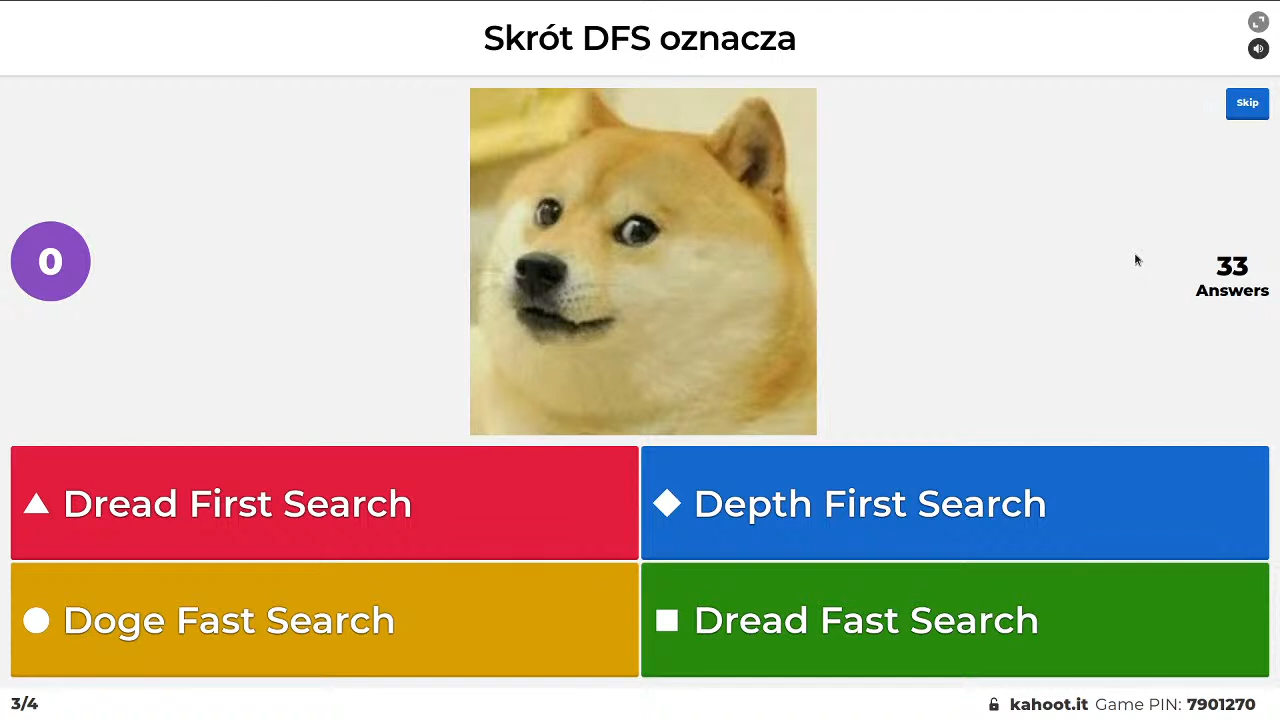 Skrót DFS oznacza
Skip
0
33
Answers
Dread First Search
Depth First Search
Doge Fast Search
Dread Fast Search
3/4
kahoot.it Game PIN: 7901270